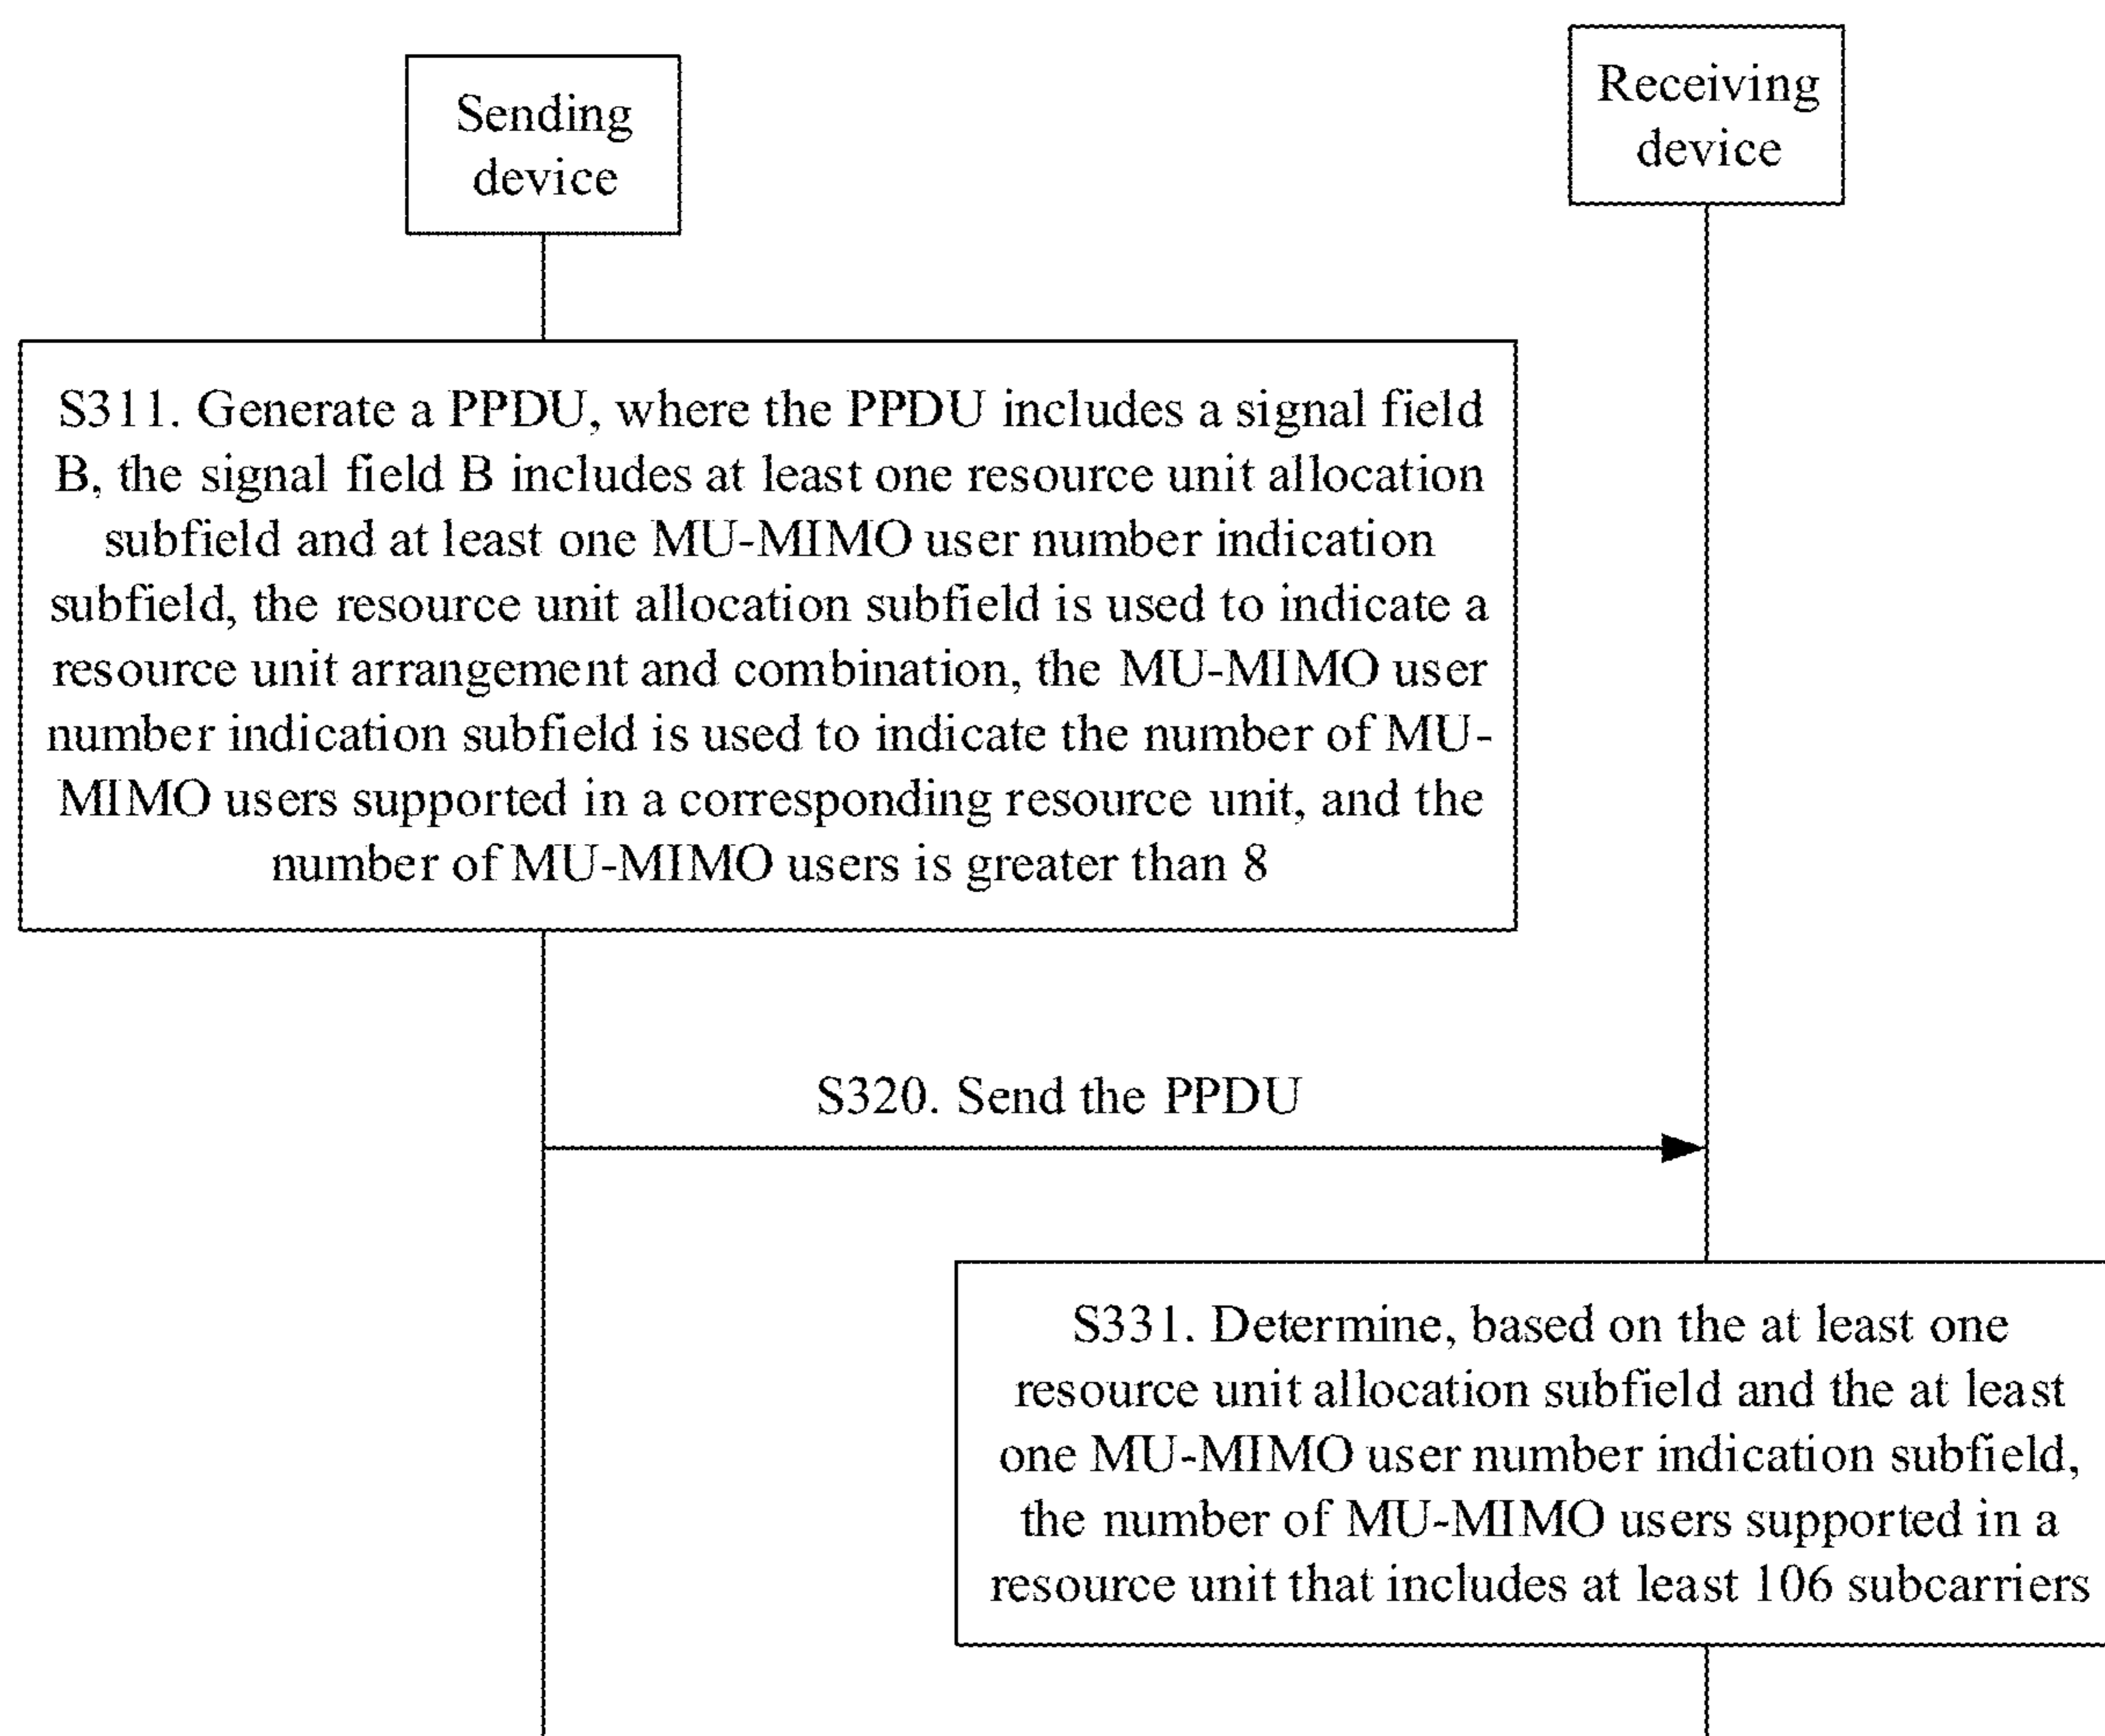 Sending
device
Receiving
device
S311. Generate a PPDU, where the PPDU includes a signal field
B, the signal field B includes at least one resource unit allocation
subfield and at least one MU-MIMO user number indication
subfield, the resource unit allocation subfield is used to indicate a
resource unit arrangement and combination, the MU-MIMO user
number indication subfield is used to indicate the number of MU-
MIMO users supported in a corresponding resource unit, and the
number of MU-MIMO users is greater than 8
S320. Send the PPDU
S331. Determine, based on the at least one
resource unit allocation subfield and the at least
one MU-MIMO user number indication subfield,
the number of MU-MIMO users supported in a
resource unit that includes at least 106 subcarriers